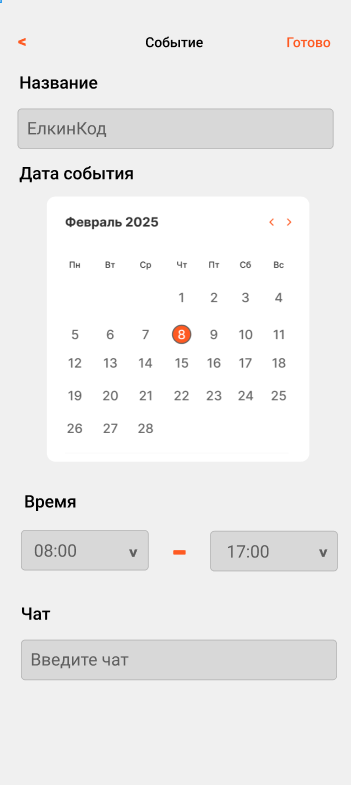 < Событие Готово
Название
ЕлкинКод
Дата события
Февраль 2025 < >
Пн Вт Ср Чт Пт Сб Вс
1 2 3 4
5 6 7 8 9 10 11
12 13 14 15 16 17 18
19 20 21 22 23 24 25
26 27 28
Время
08:00 v – 17:00 v
Чат
Введите чат